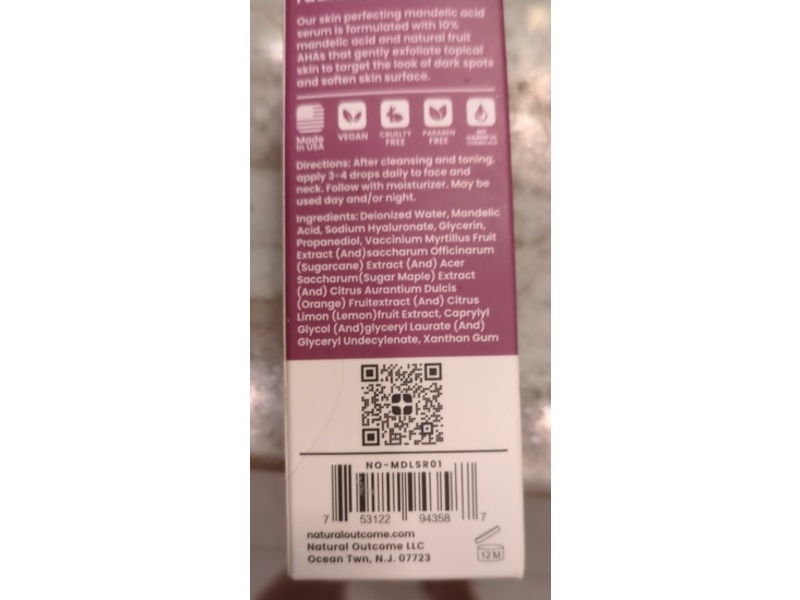 Our skin perfecting mandelic acid
serum is formulated with 10%
mandelic acid and natural fruit
AHAs that gently exfoliate topical
skin to target the look of dark spots
and soften skin surface.
Made
in USA
VEGAN
CRUELTY
FREE
PARABEN
FREE
NO
HARMFUL
CHEMICALS
Directions: After cleansing and toning,
apply 3-4 drops daily to face and
neck. Follow with moisturizer. May be
used day and/or night.
Ingredients: Deionized Water, Mandelic
Acid, Sodium Hyaluronate, Glycerin,
Propanediol, Vaccinium Myrtillus Fruit
Extract (And)saccharum Officinarum
(Sugarcane) Extract (And) Acer
Saccharum(Sugar Maple) Extract
(And) Citrus Aurantium Dulcis
(Orange) Fruitextract (And) Citrus
Limon (Lemon)fruit Extract, Caprylyl
Glycol (And)glyceryl Laurate (And)
Glyceryl Undecylenate, Xanthan Gum
NO-MDLSR01
7 53122 94358 7
naturaloutcome.com
Natural Outcome LLC
Ocean Twn, N.J. 07723
12M